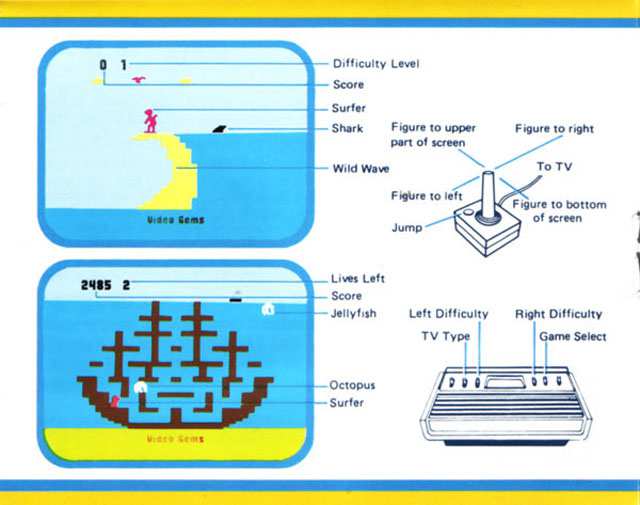 0 1
Difficulty Level
Score
Surfer
Shark
Wild Wave
Video Gems
Figure to upper
part of screen
Figure to right
To TV
Figure to left
Figure to bottom
of screen
Jump
2485 2
Lives Left
Score
Jellyfish
Octopus
Surfer
Video Gems
Left Difficulty
Right Difficulty
TV Type
Game Select